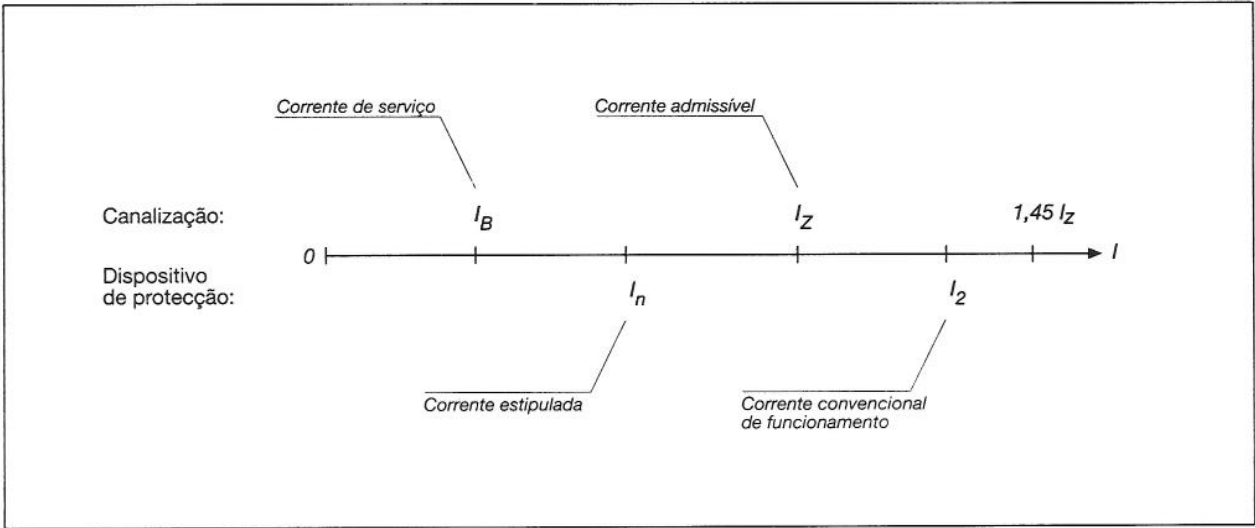 Corrente de serviço
Corrente admissível
Canalização:
I_B
I_Z
1,45 I_Z
0
I
Dispositivo
de protecção:
I_n
I_2
Corrente estipulada
Corrente convencional
de funcionamento